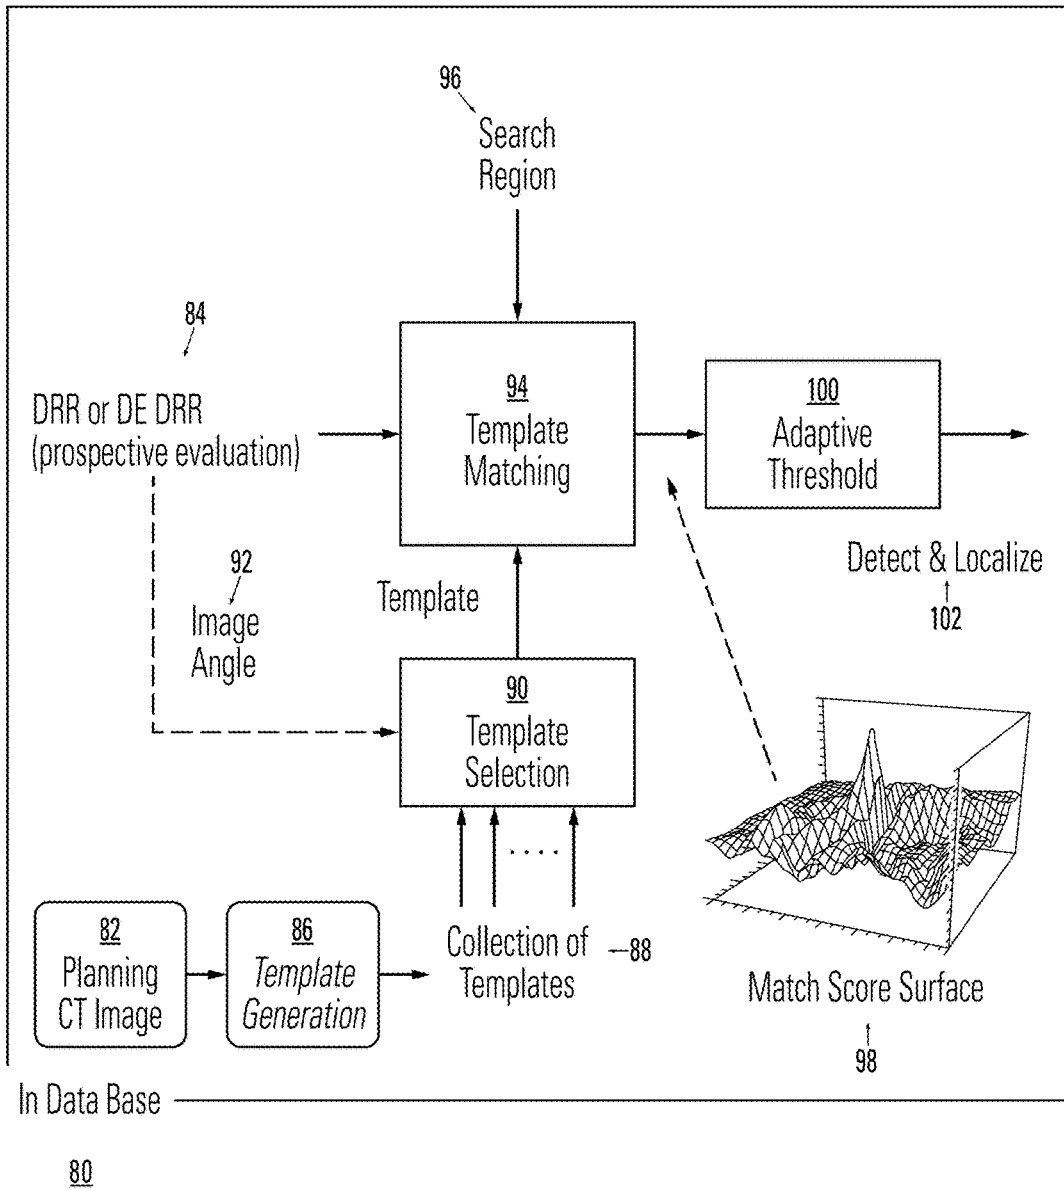 96
Search
Region
84
DRR or DE DRR
(prospective evaluation)
94
Template
Matching
100
Adaptive
Threshold
92
Image
Angle
Template
Detect & Localize
102
90
Template
Selection
....
82
Planning
CT Image
86
Template
Generation
Collection of
Templates
88
Match Score Surface
98
In Data Base
80